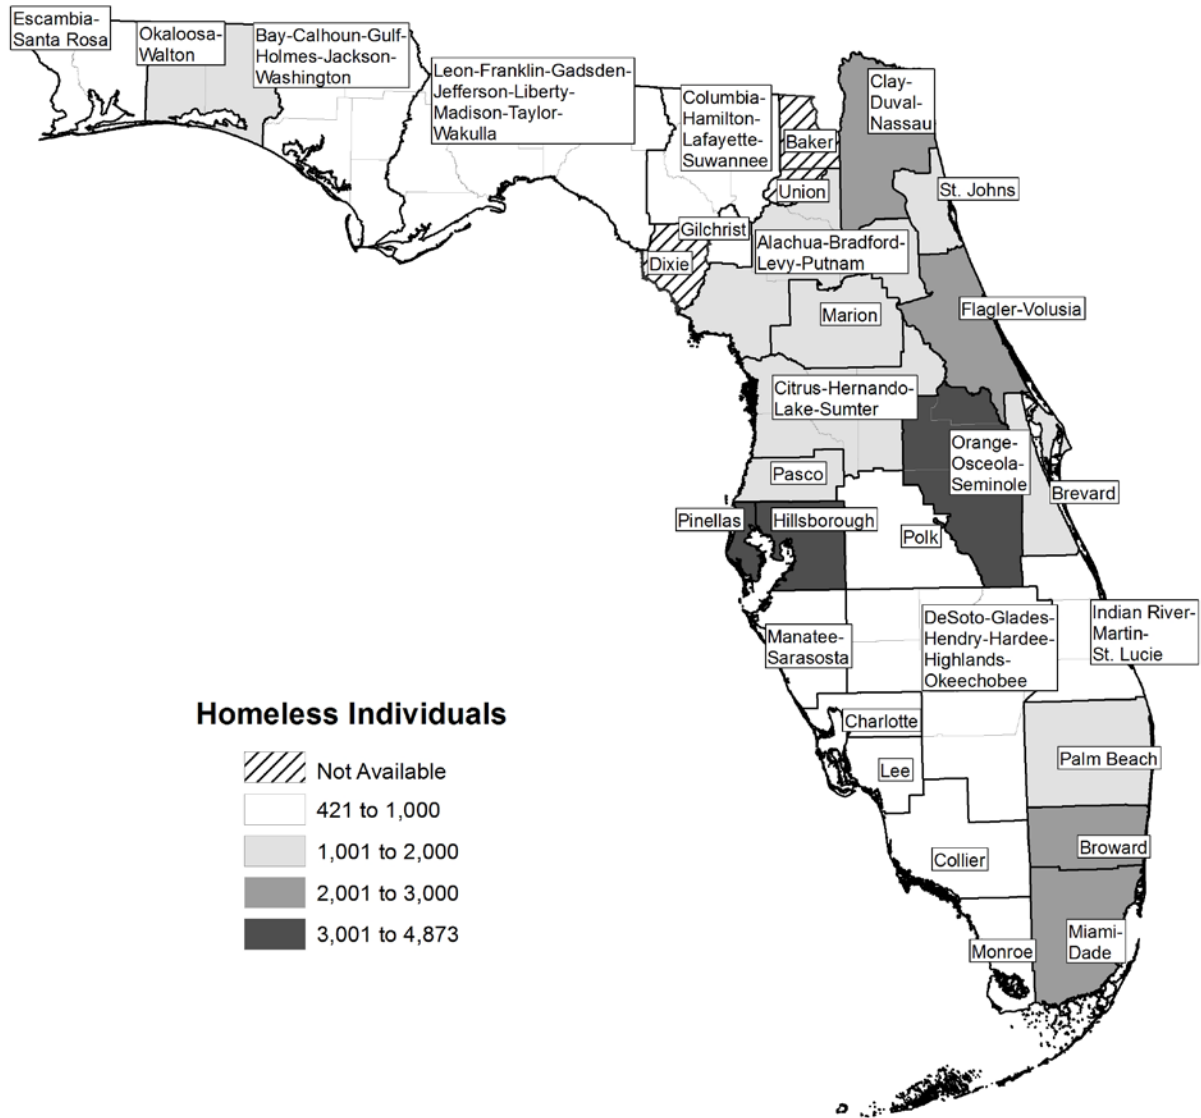 Escambia-
Santa Rosa
Okaloosa-
Walton
Bay-Calhoun-Gulf-
Holmes-Jackson-
Washington
Leon-Franklin-Gadsden-
Jefferson-Liberty-
Madison-Taylor-
Wakulla
Columbia-
Hamilton-
Lafayette-
Suwannee
Clay-
Duval-
Nassau
Baker
Union
St. Johns
Gilchrist
Dixie
Alachua-Bradford-
Levy-Putnam
Marion
Flagler-Volusia
Citrus-Hernando-
Lake-Sumter
Orange-
Osceola-
Seminole
Pasco
Brevard
Pinellas
Hillsborough
Polk
Manatee-
Sarasosta
DeSoto-Glades-
Hendry-Hardee-
Highlands-
Okeechobee
Indian River-
Martin-
St. Lucie
Charlotte
Lee
Palm Beach
Broward
Collier
Miami-
Dade
Monroe
Homeless Individuals
Not Available
421 to 1,000
1,001 to 2,000
2,001 to 3,000
3,001 to 4,873